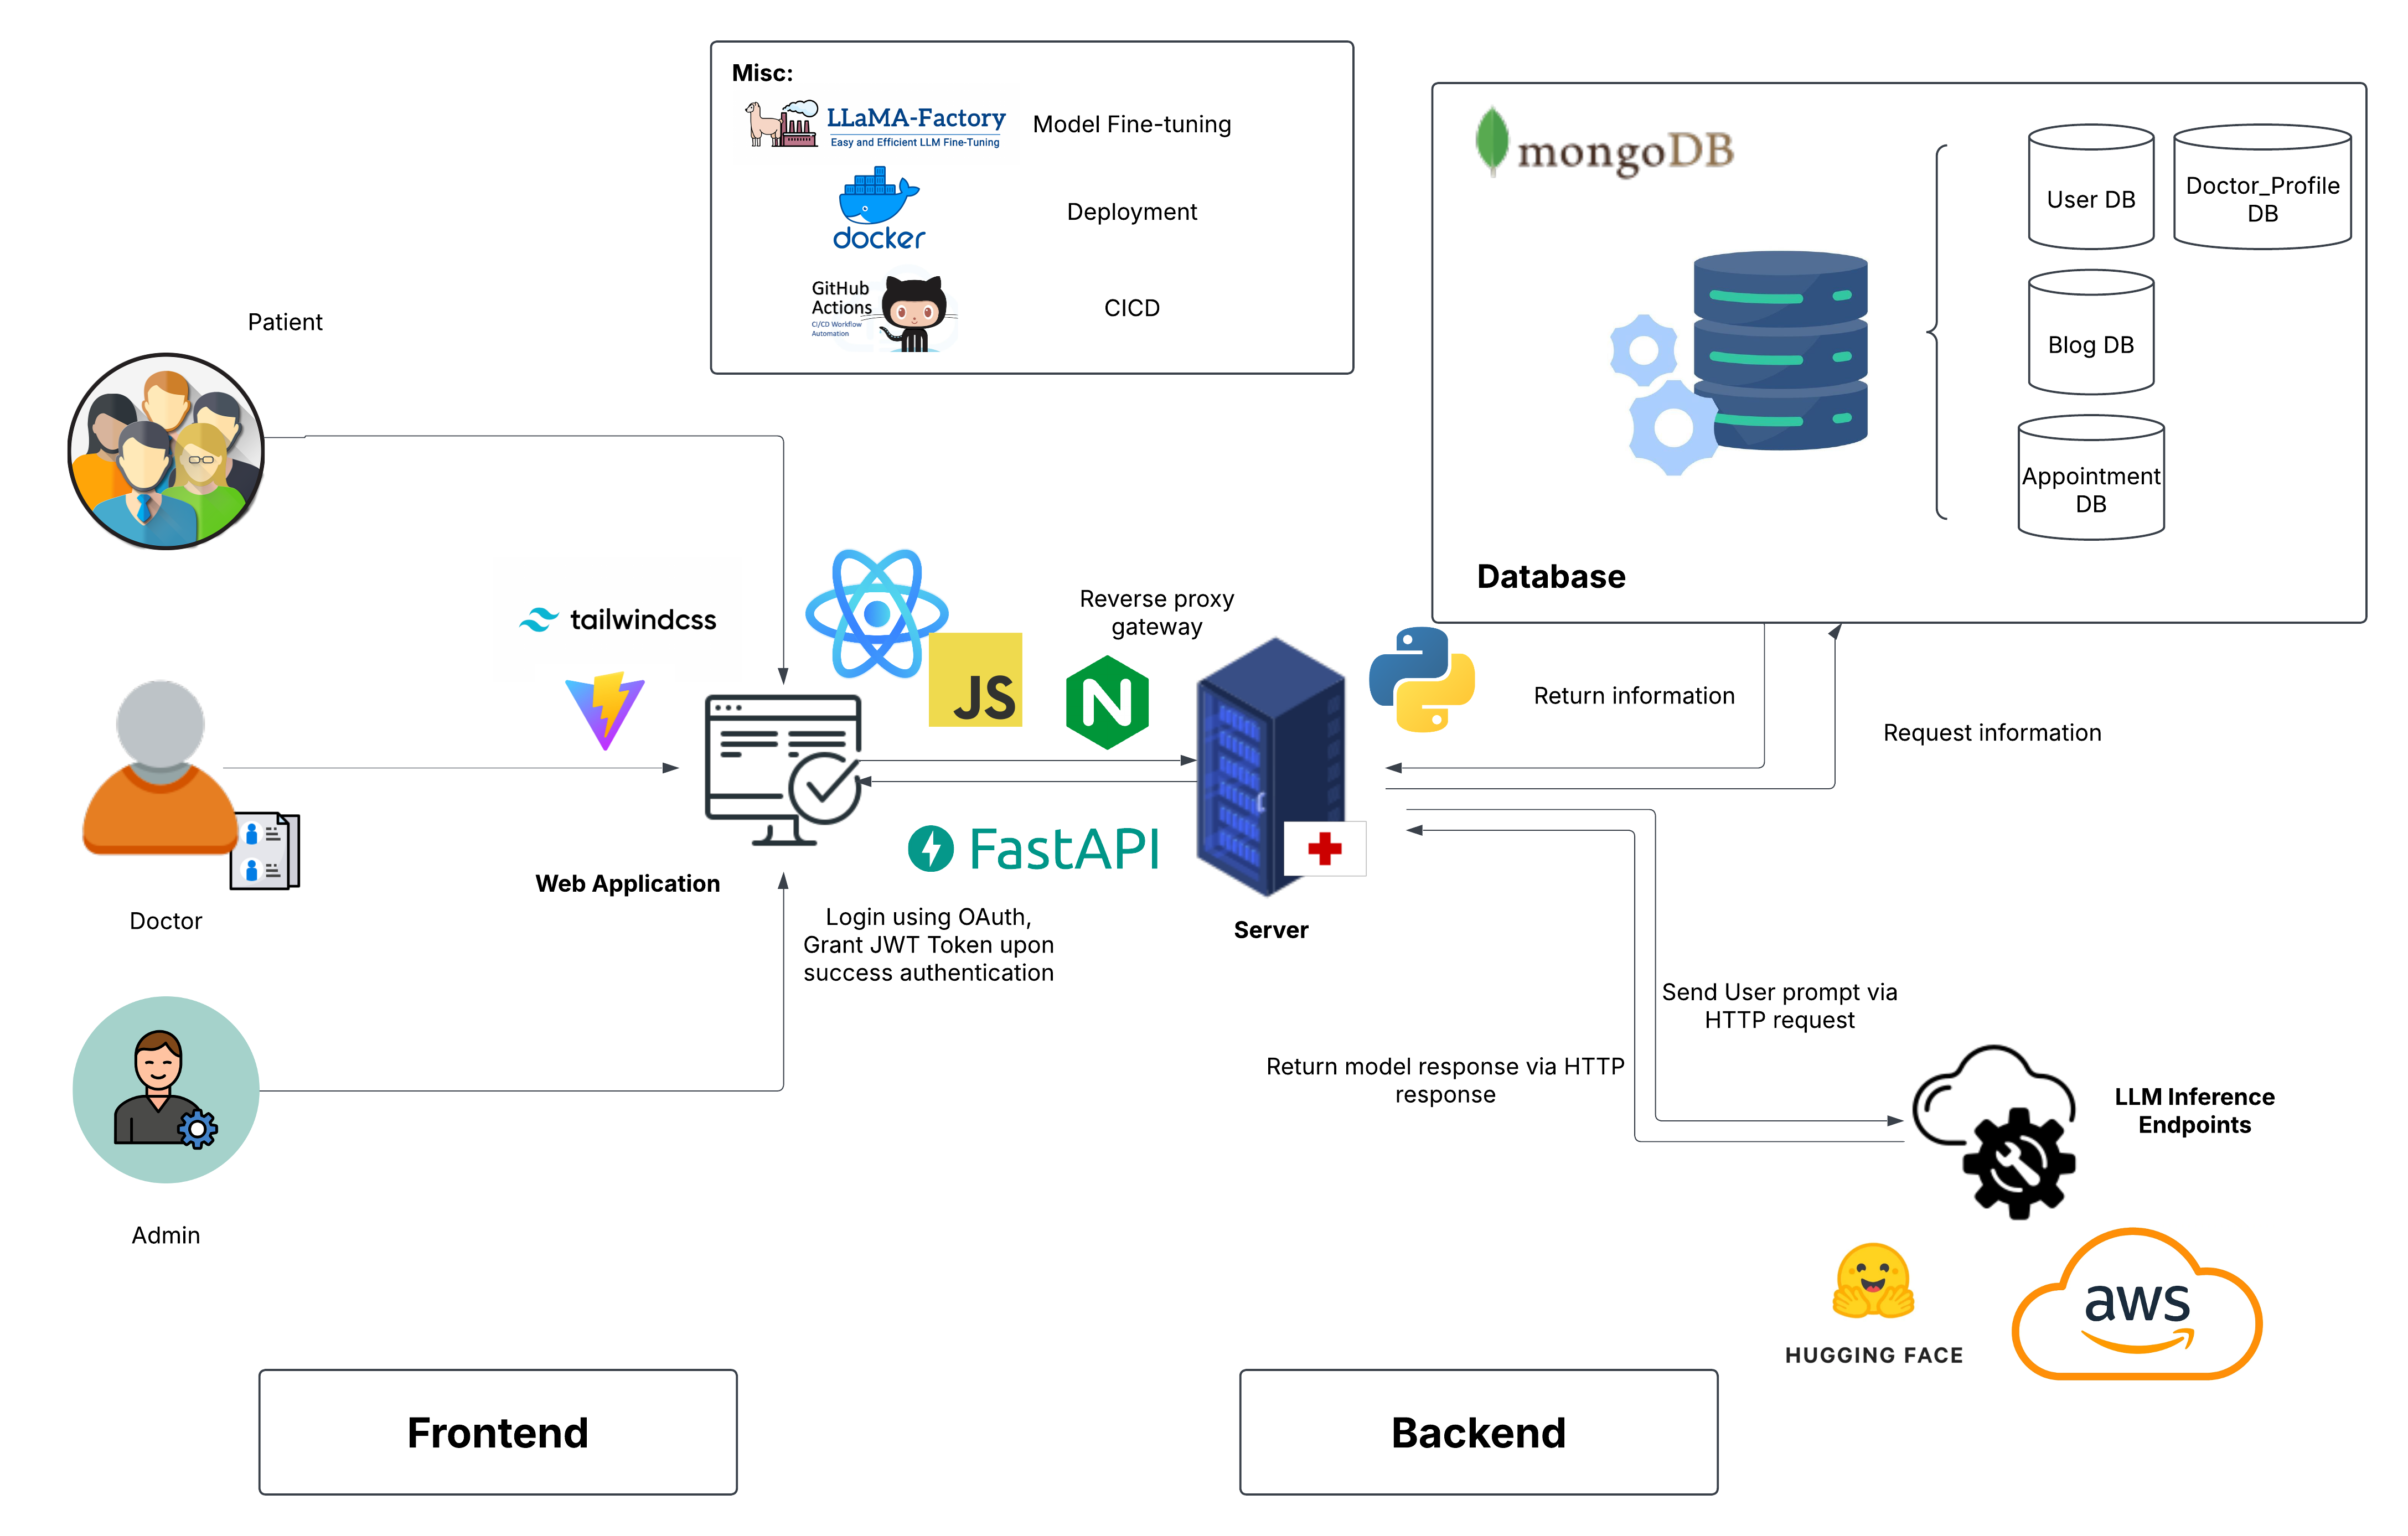 Misc:
LLaMA-Factory
Easy and Efficient LLM Fine-Tuning
Model Fine-tuning
docker
Deployment
GitHub
Actions
CI/CD Workflow
Automation
CICD
mongoDB
User DB
Doctor_Profile
DB
Blog DB
Appointment
DB
Database
Patient
tailwindcss
JS
Reverse proxy
gateway
N
Return information
Request information
FastAPI
Web Application
Login using OAuth,
Grant JWT Token upon
success authentication
Server
Doctor
Send User prompt via
HTTP request
Return model response via HTTP
response
LLM Inference
Endpoints
Admin
HUGGING FACE
aws
Frontend
Backend